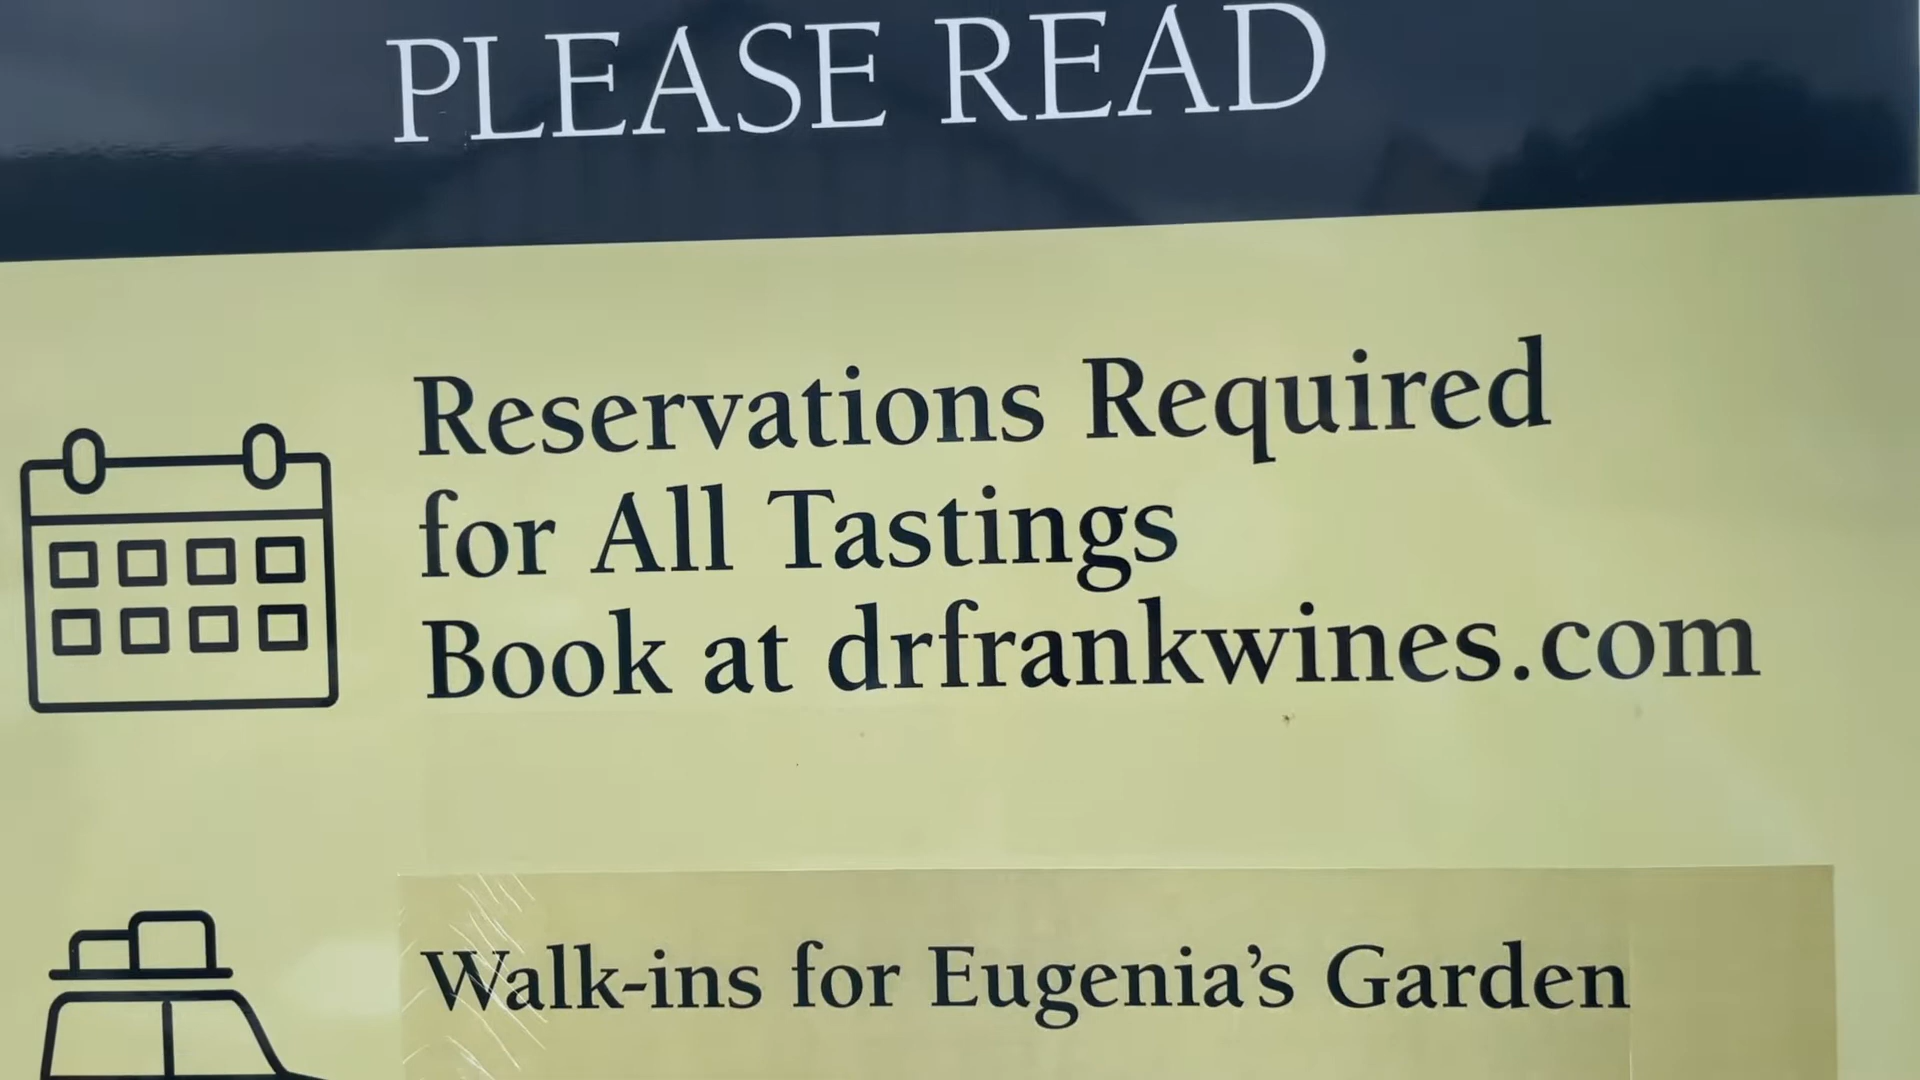 PLEASE READ
Reservations Required
for All Tastings
Book at drfrankwines.com
Walk-ins for Eugenia’s Garden